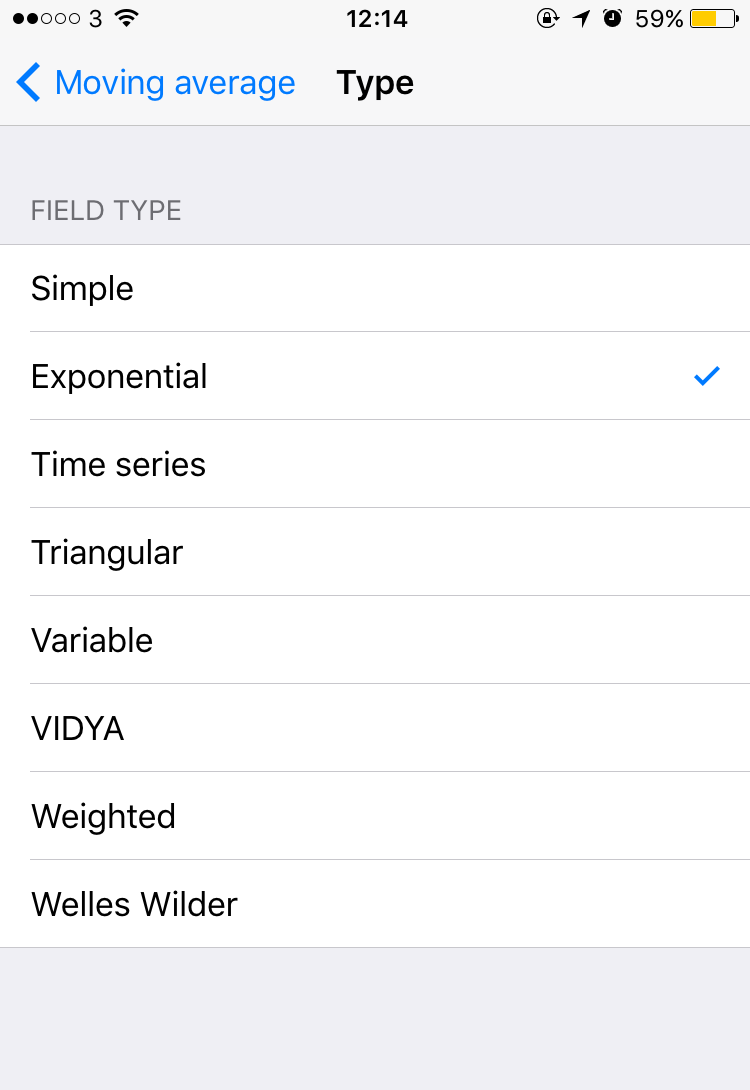 3 12:14 59%
Moving average Type
FIELD TYPE
Simple
Exponential
Time series
Triangular
Variable
VIDYA
Weighted
Welles Wilder